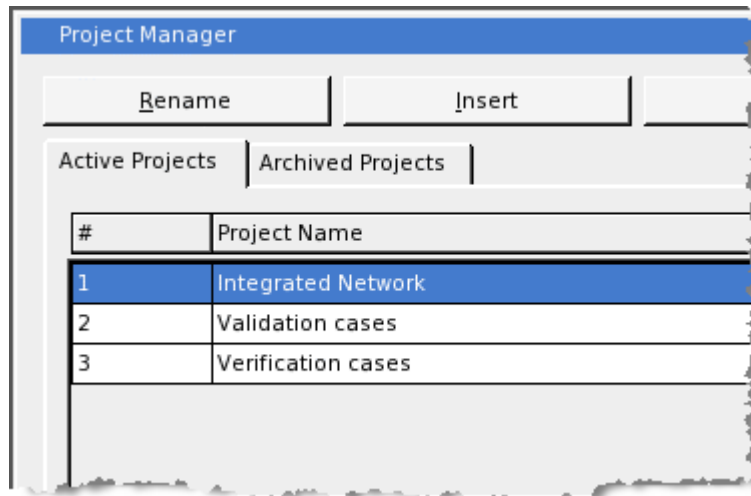 Project Manager
Rename Insert
Active Projects Archived Projects
# Project Name
1 Integrated Network
2 Validation cases
3 Verification cases